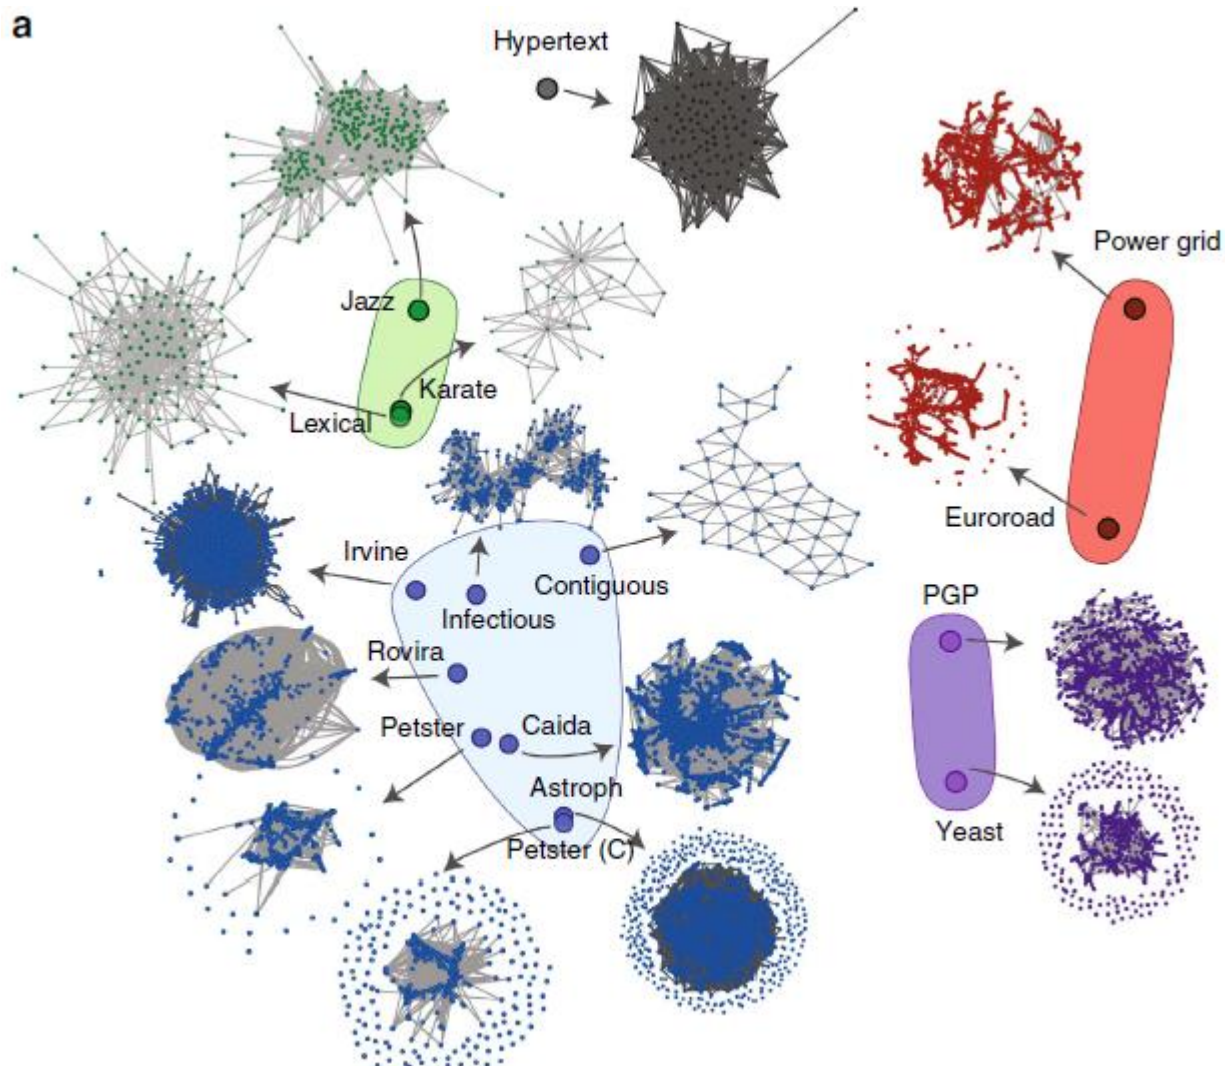 a
Hypertext
Power grid
Jazz
Karate
Lexical
Euroroad
Irvine
Contiguous
Infectious
PGP
Rovira
Petster
Caida
Astroph
Yeast
Petster (C)